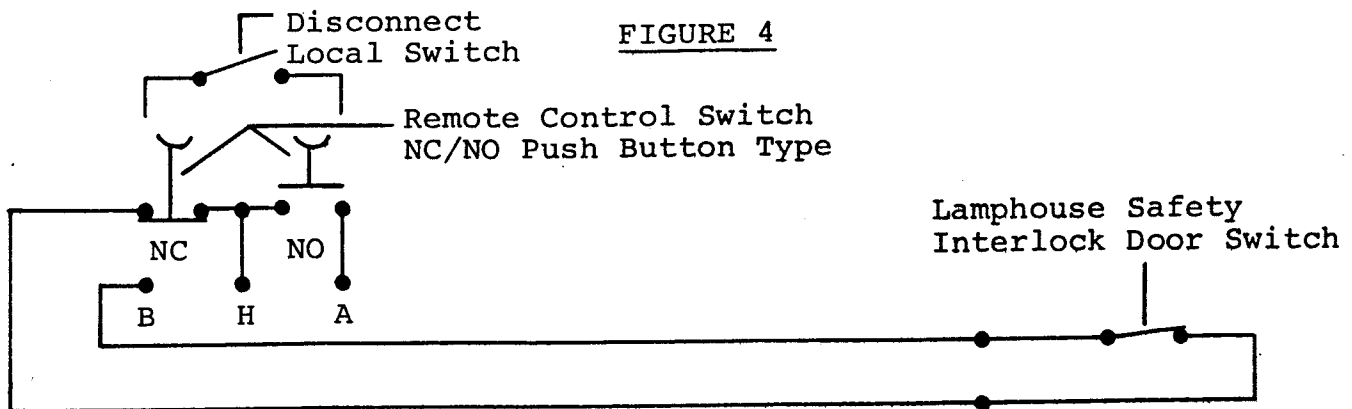 Disconnect
Local Switch
FIGURE 4
Remote Control Switch
NC/NO Push Button Type
Lamphouse Safety
Interlock Door Switch
NC
NO
B
H
A